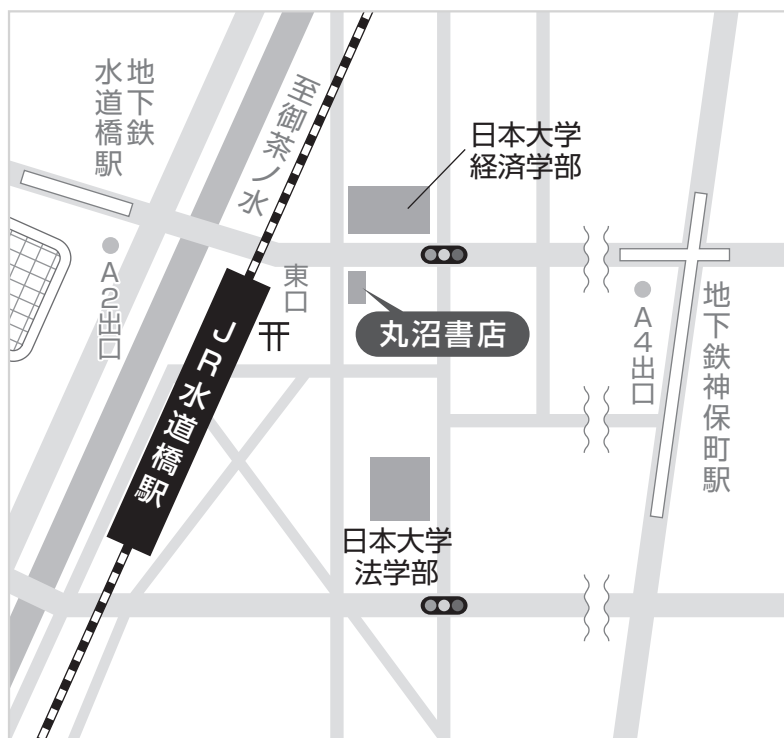 地下鉄
水道橋駅
至御茶ノ水
日本大学
経済学部
A2出口
東口
丸沼書店
JR水道橋駅
A4出口
地下鉄神保町駅
日本大学
法学部